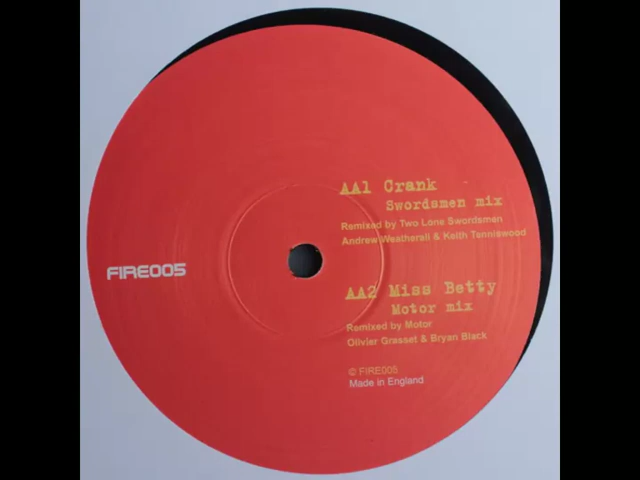 AA1 Crank
Swordsmen mix
Remixed by Two Lone Swordsmen
Andrew Weatherall & Keith Tenniswood
FIRE005
AA2 Miss Betty
Motor mix
Remixed by Motor
Olivier Grasset & Bryan Black
© FIRE005
Made in England